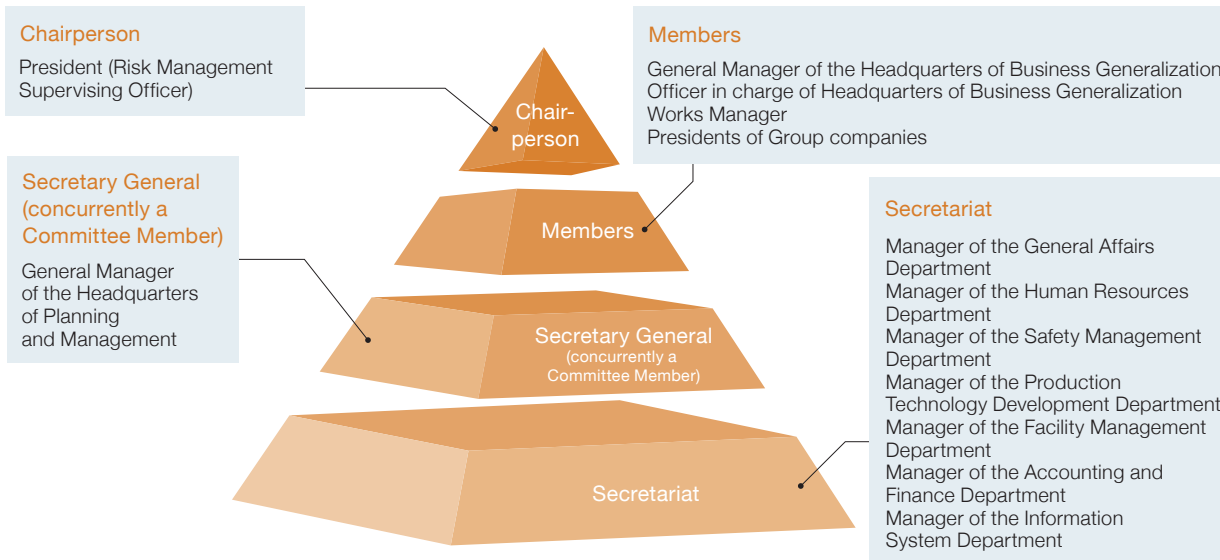 Chairperson
President (Risk Management
Supervising Officer)
Members
General Manager of the Headquarters of Business Generalization
Officer in charge of Headquarters of Business Generalization
Works Manager
Presidents of Group companies
Secretary General
(concurrently a
Committee Member)
General Manager
of the Headquarters
of Planning
and Management
Chair-
person
Members
Secretary General
(concurrently a
Committee Member)
Secretariat
Secretariat
Manager of the General Affairs
Department
Manager of the Human Resources
Department
Manager of the Safety Management
Department
Manager of the Production
Technology Development Department
Manager of the Facility Management
Department
Manager of the Accounting and
Finance Department
Manager of the Information
System Department